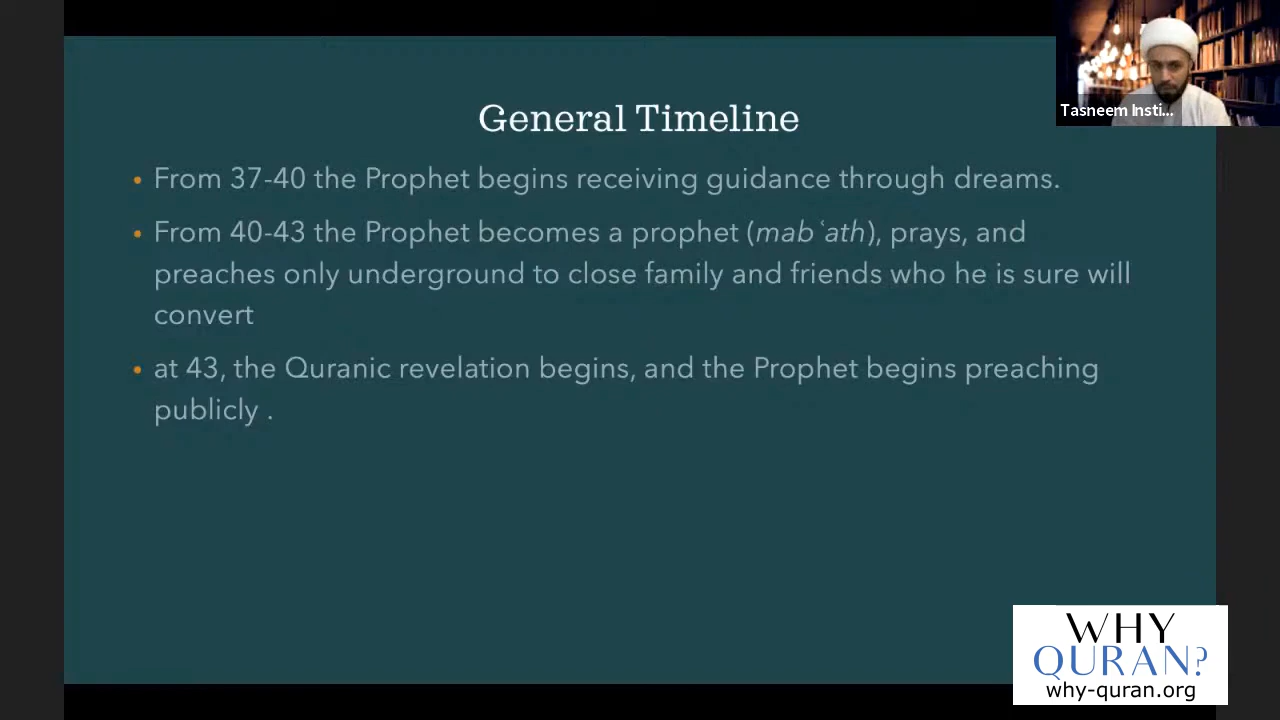 General Timeline
Tasneem Insti...
• From 37-40 the Prophet begins receiving guidance through dreams.
• From 40-43 the Prophet becomes a prophet (mabʿath), prays, and
preaches only underground to close family and friends who he is sure will
convert
• at 43, the Quranic revelation begins, and the Prophet begins preaching
publicly .
WHY
QURAN?
why-quran.org